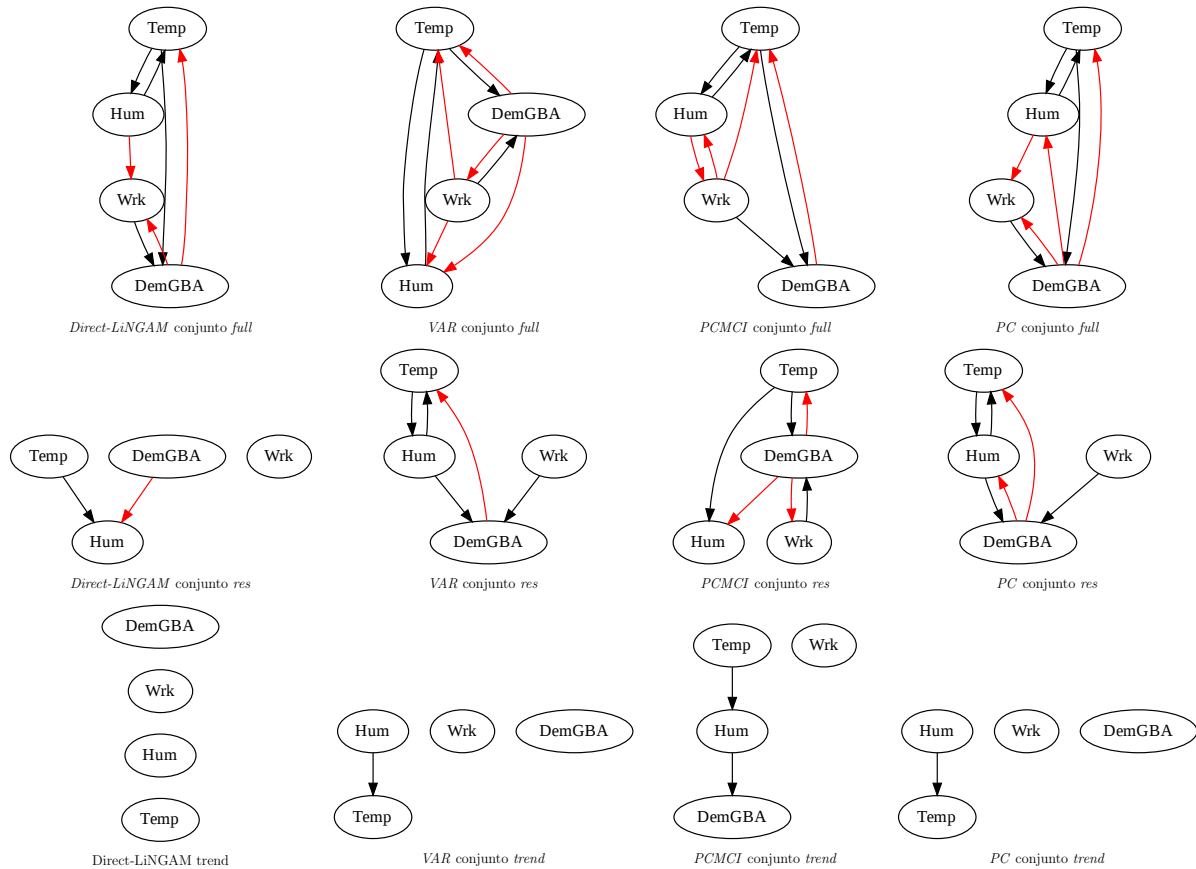 Temp
Hum
Wrk
DemGBA
Direct-LiNGAM conjunto full
Temp
DemGBA
Wrk
Hum
VAR conjunto full
Temp
Hum
Wrk
DemGBA
PCMCI conjunto full
Temp
Hum
Wrk
DemGBA
PC conjunto full
Temp
DemGBA
Wrk
Hum
Direct-LiNGAM conjunto res
Temp
Hum
Wrk
DemGBA
VAR conjunto res
Temp
DemGBA
Hum
Wrk
PCMCI conjunto res
Temp
Hum
Wrk
DemGBA
PC conjunto res
DemGBA
Wrk
Hum
Temp
Direct-LiNGAM trend
Hum
Wrk
DemGBA
Temp
VAR conjunto trend
Temp
Wrk
Hum
DemGBA
PCMCI conjunto trend
Hum
Wrk
DemGBA
Temp
PC conjunto trend